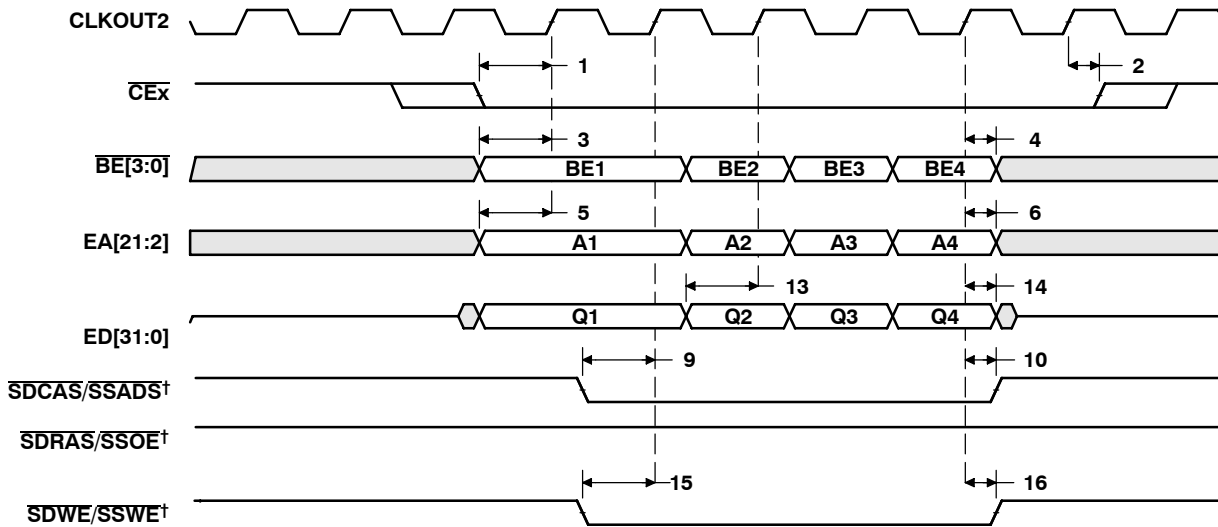 CLKOUT2
1
2
CEx
3
4
BE[3:0]
BE1
BE2
BE3
BE4
5
6
EA[21:2]
A1
A2
A3
A4
13
14
ED[31:0]
Q1
Q2
Q3
Q4
9
10
SDCAS/SSADS†
SDRAS/SSOE†
15
16
SDWE/SSWE†